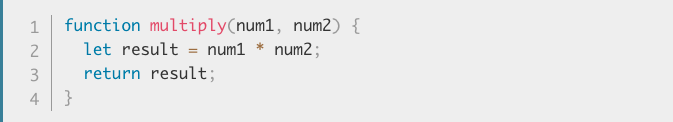 1 function multiply(num1, num2) {
2   let result = num1 * num2;
3   return result;
4 }